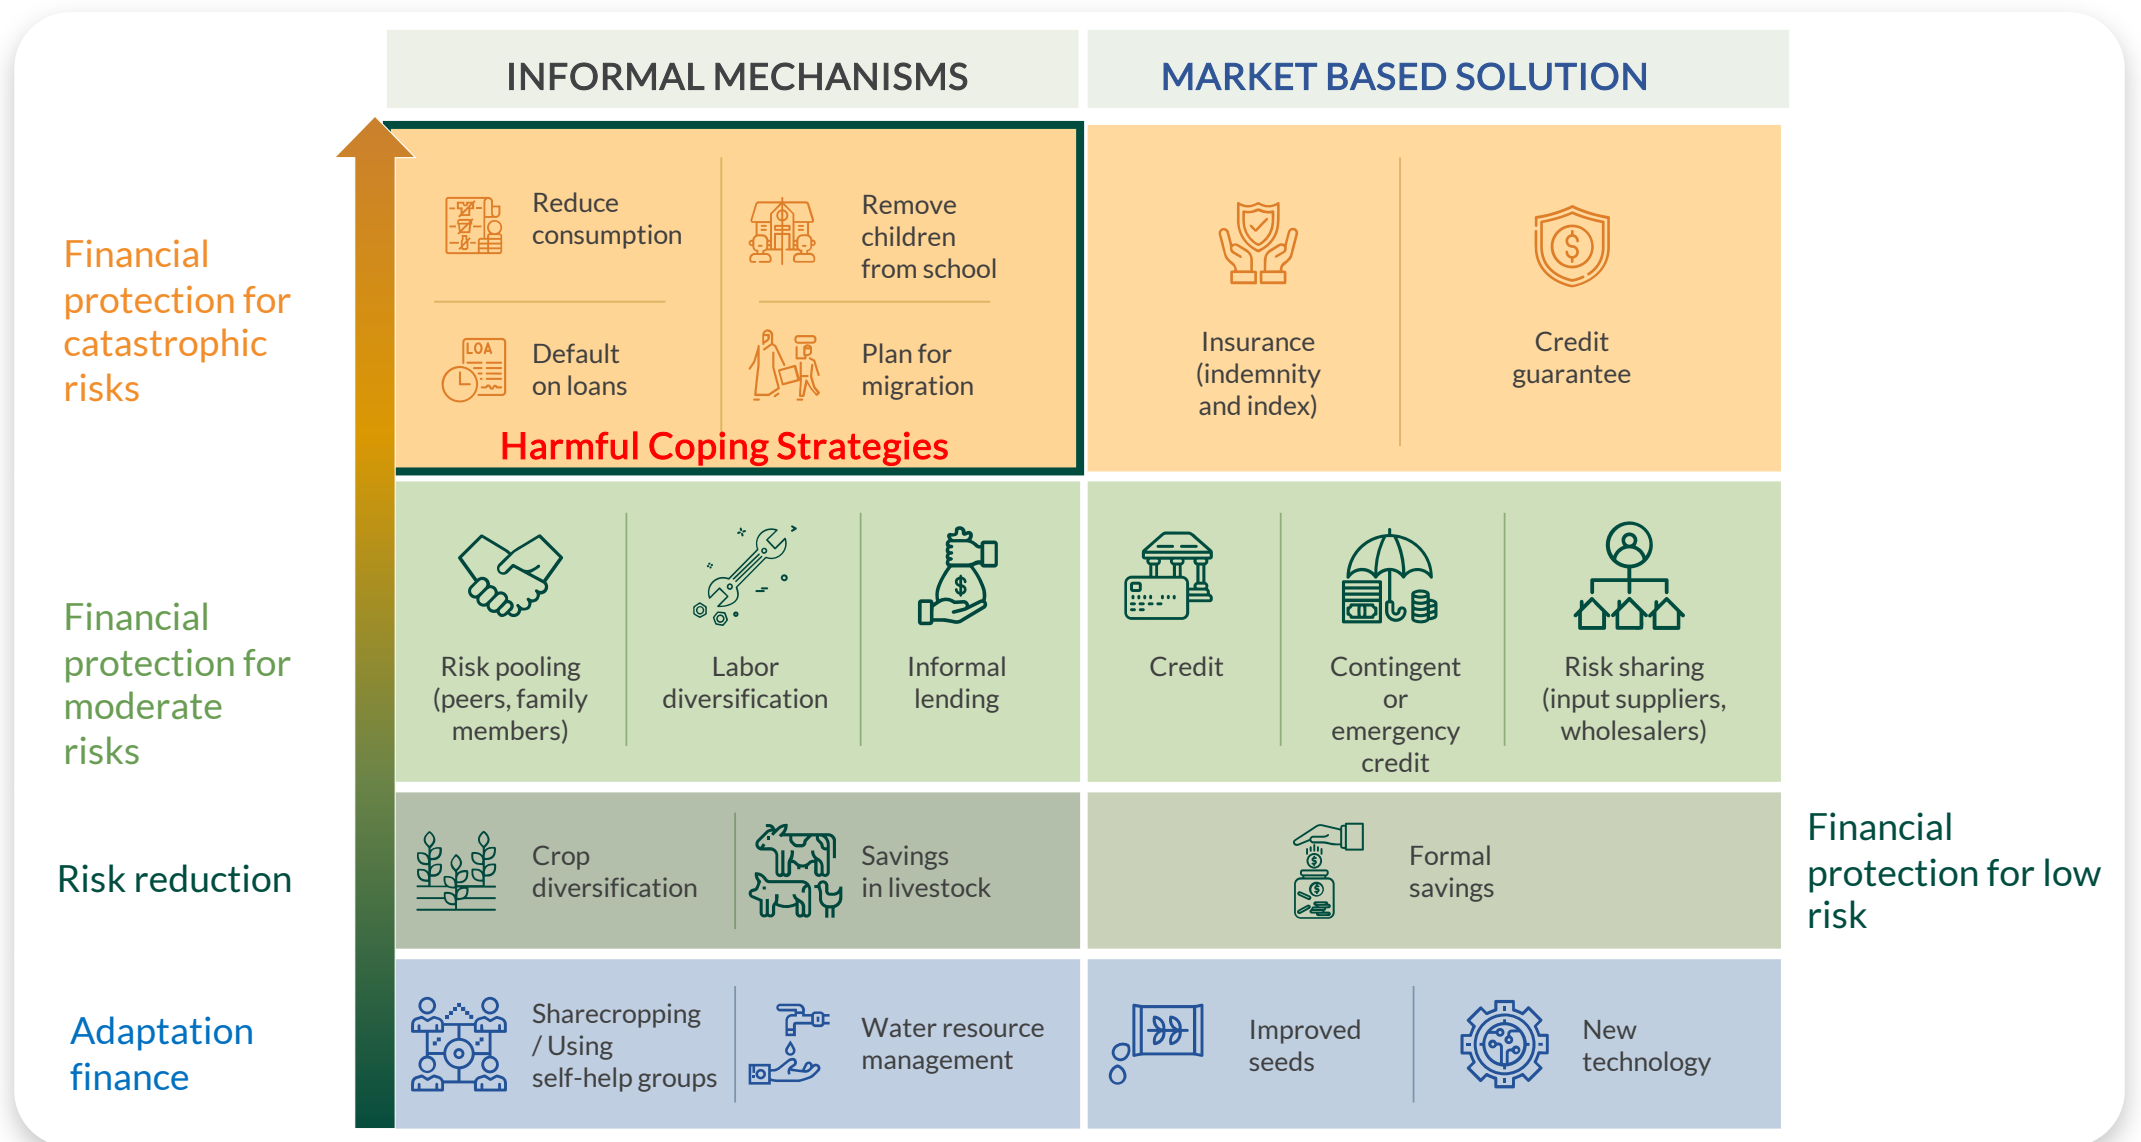 INFORMAL MECHANISMS
MARKET BASED SOLUTION
Financial
protection for
catastrophic
risks
Reduce
consumption
Remove
children
from school
Default
on loans
LOA
Plan for
migration
Harmful Coping Strategies
Insurance
(indemnity
and index)
Credit
guarantee
Financial
protection for
moderate
risks
Risk pooling
(peers, family
members)
Labor
diversification
Informal
lending
Credit
Contingent
or
emergency
credit
Risk sharing
(input suppliers,
wholesalers)
Risk reduction
Crop
diversification
Savings
in livestock
Formal
savings
Financial
protection for low
risk
Adaptation
finance
Sharecropping
/ Using
self-help groups
Water resource
management
Improved
seeds
New
technology